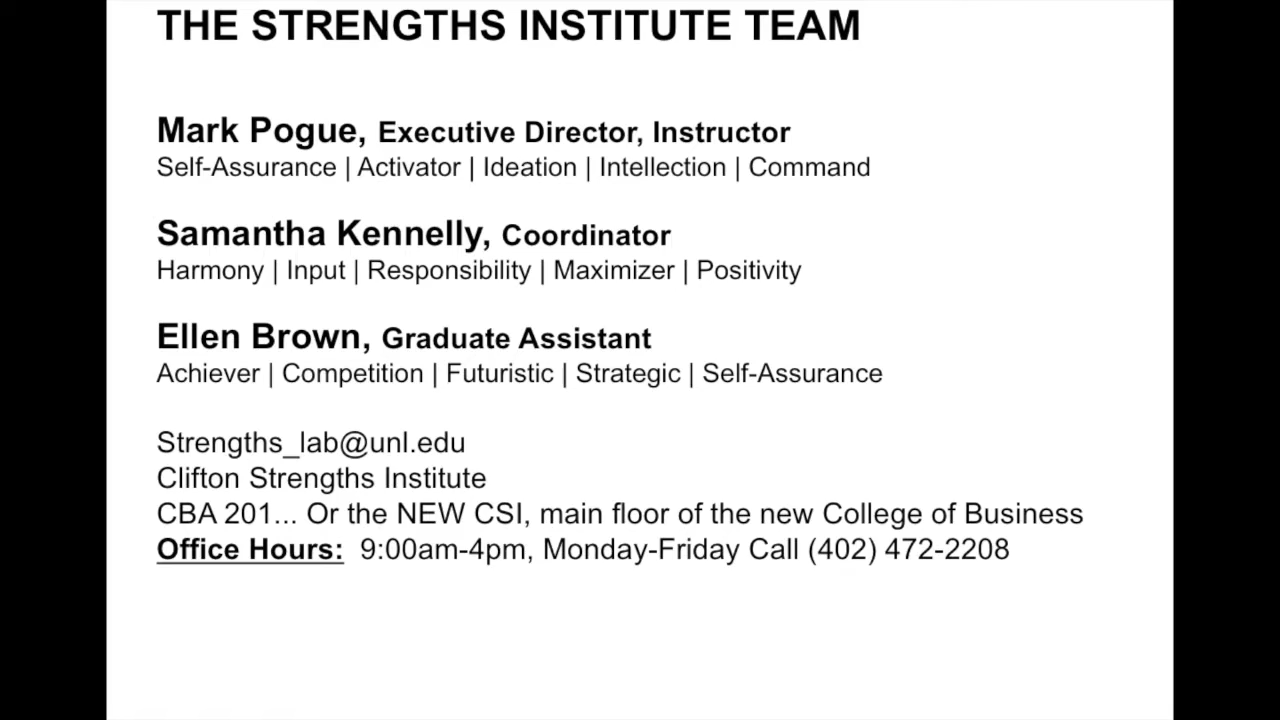 THE STRENGTHS INSTITUTE TEAM
Mark Pogue, Executive Director, Instructor
Self-Assurance | Activator | Ideation | Intellection | Command
Samantha Kennelly, Coordinator
Harmony | Input | Responsibility | Maximizer | Positivity
Ellen Brown, Graduate Assistant
Achiever | Competition | Futuristic | Strategic | Self-Assurance
Strengths_lab@unl.edu
Clifton Strengths Institute
CBA 201... Or the NEW CSI, main floor of the new College of Business
Office Hours: 9:00am-4pm, Monday-Friday Call (402) 472-2208